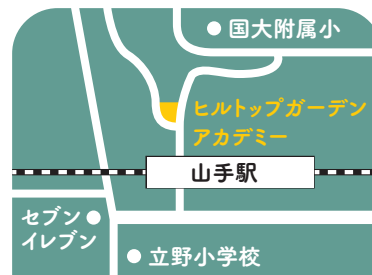 国大附属小
ヒルトップガーデン
アカデミー
山手駅
セブン
イレブン
立野小学校